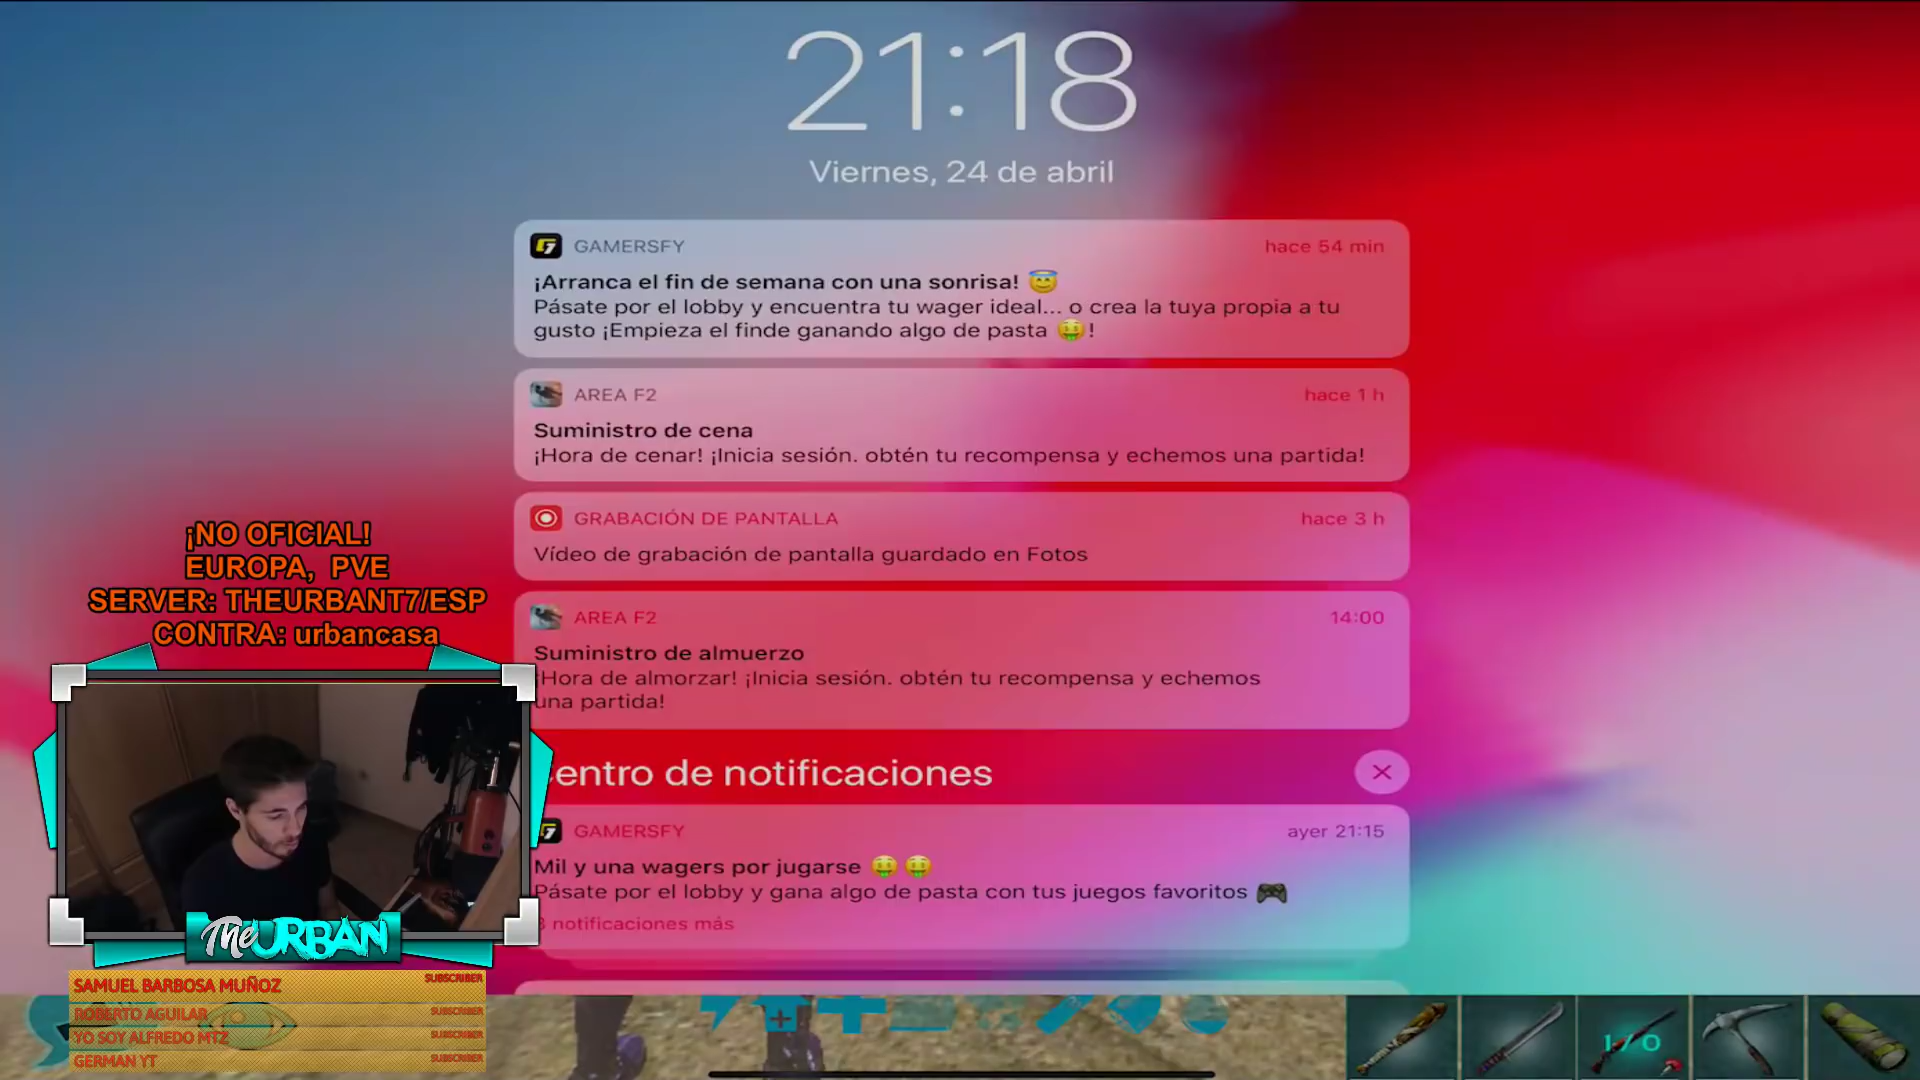 21:18
Viernes, 24 de abril
GAMERSFY
hace 54 min
¡Arranca el fin de semana con una sonrisa! 😇
Pásate por el lobby y encuentra tu wager ideal... o crea la tuya propia a tu
gusto ¡Empieza el finde ganando algo de pasta 🤑!
AREA F2
hace 1 h
Suministro de cena
¡Hora de cenar! ¡Inicia sesión. obtén tu recompensa y echemos una partida!
GRABACIÓN DE PANTALLA
hace 3 h
Vídeo de grabación de pantalla guardado en Fotos
AREA F2
14:00
Suministro de almuerzo
¡Hora de almorzar! ¡Inicia sesión. obtén tu recompensa y echemos
una partida!
entro de notificaciones
GAMERSFY
ayer 21:15
Mil y una wagers por jugarse 🤑 🤑
Pásate por el lobby y gana algo de pasta con tus juegos favoritos 🎮
notificaciones más
¡NO OFICIAL!
EUROPA, PVE
SERVER: THEURBANT7/ESP
CONTRA: urbancasa
The URBAN
SAMUEL BARBOSA MUÑOZ SUBSCRIBER
ROBERTO AGUILAR SUBSCRIBER
YO SOY ALFREDO MTZ SUBSCRIBER
GERMAN YT SUBSCRIBER
1/0